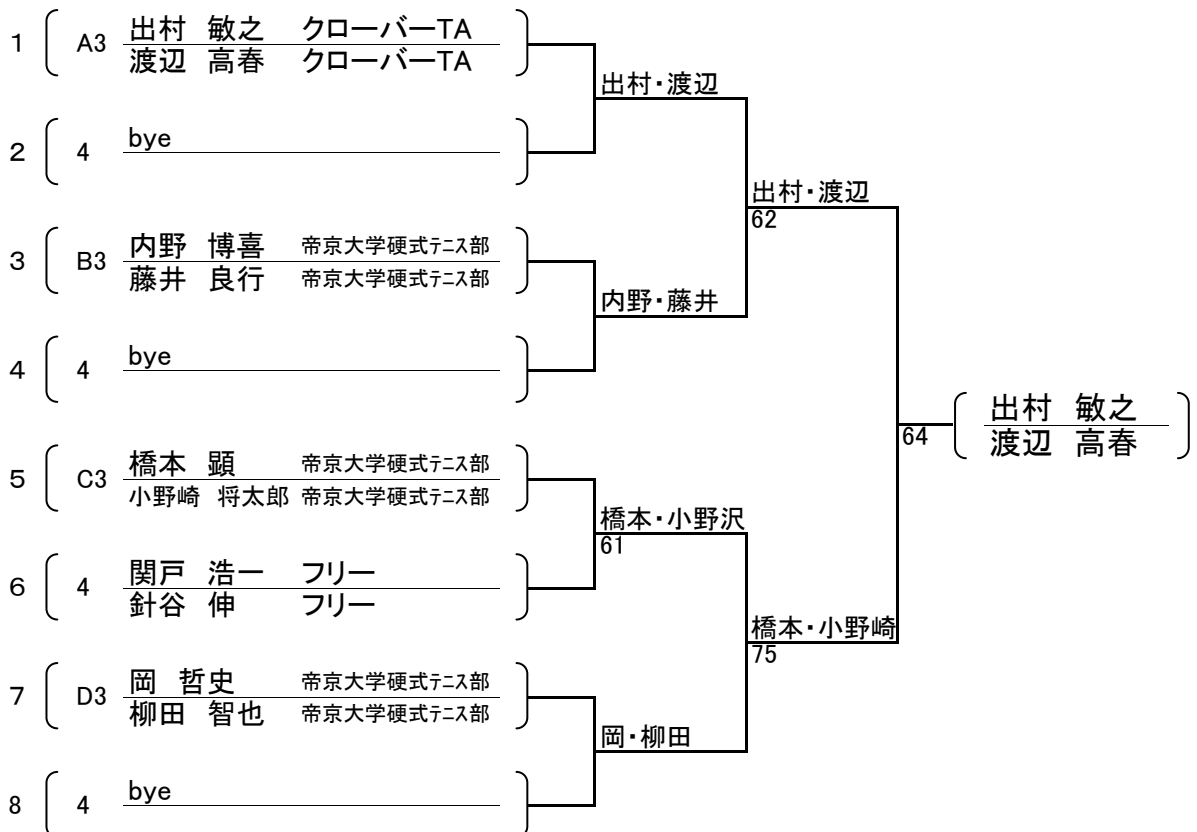 1 A3 出村 敏之 クローバーTA
渡辺 高春 クローバーTA
出村・渡辺
2 4 bye
出村・渡辺
62
3 B3 内野 博喜 帝京大学硬式テニス部
藤井 良行 帝京大学硬式テニス部
内野・藤井
4 4 bye
出村 敏之
64
渡辺 高春
5 C3 橋本 顕 帝京大学硬式テニス部
小野崎 将太郎 帝京大学硬式テニス部
橋本・小野沢
61
6 4 関戸 浩一 フリー
針谷 伸 フリー
橋本・小野崎
75
7 D3 岡 哲史 帝京大学硬式テニス部
柳田 智也 帝京大学硬式テニス部
岡・柳田
8 4 bye